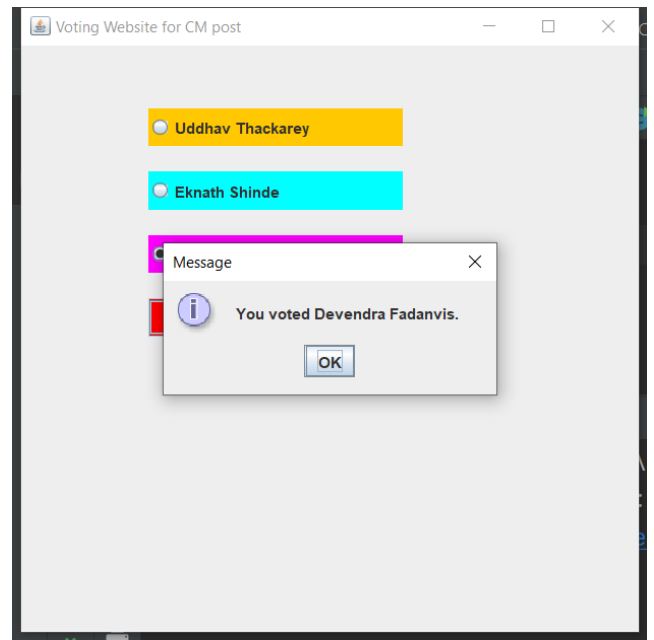 Voting Website for CM post
Uddhav Thackarey
Eknath Shinde
Message
You voted Devendra Fadanvis.
OK